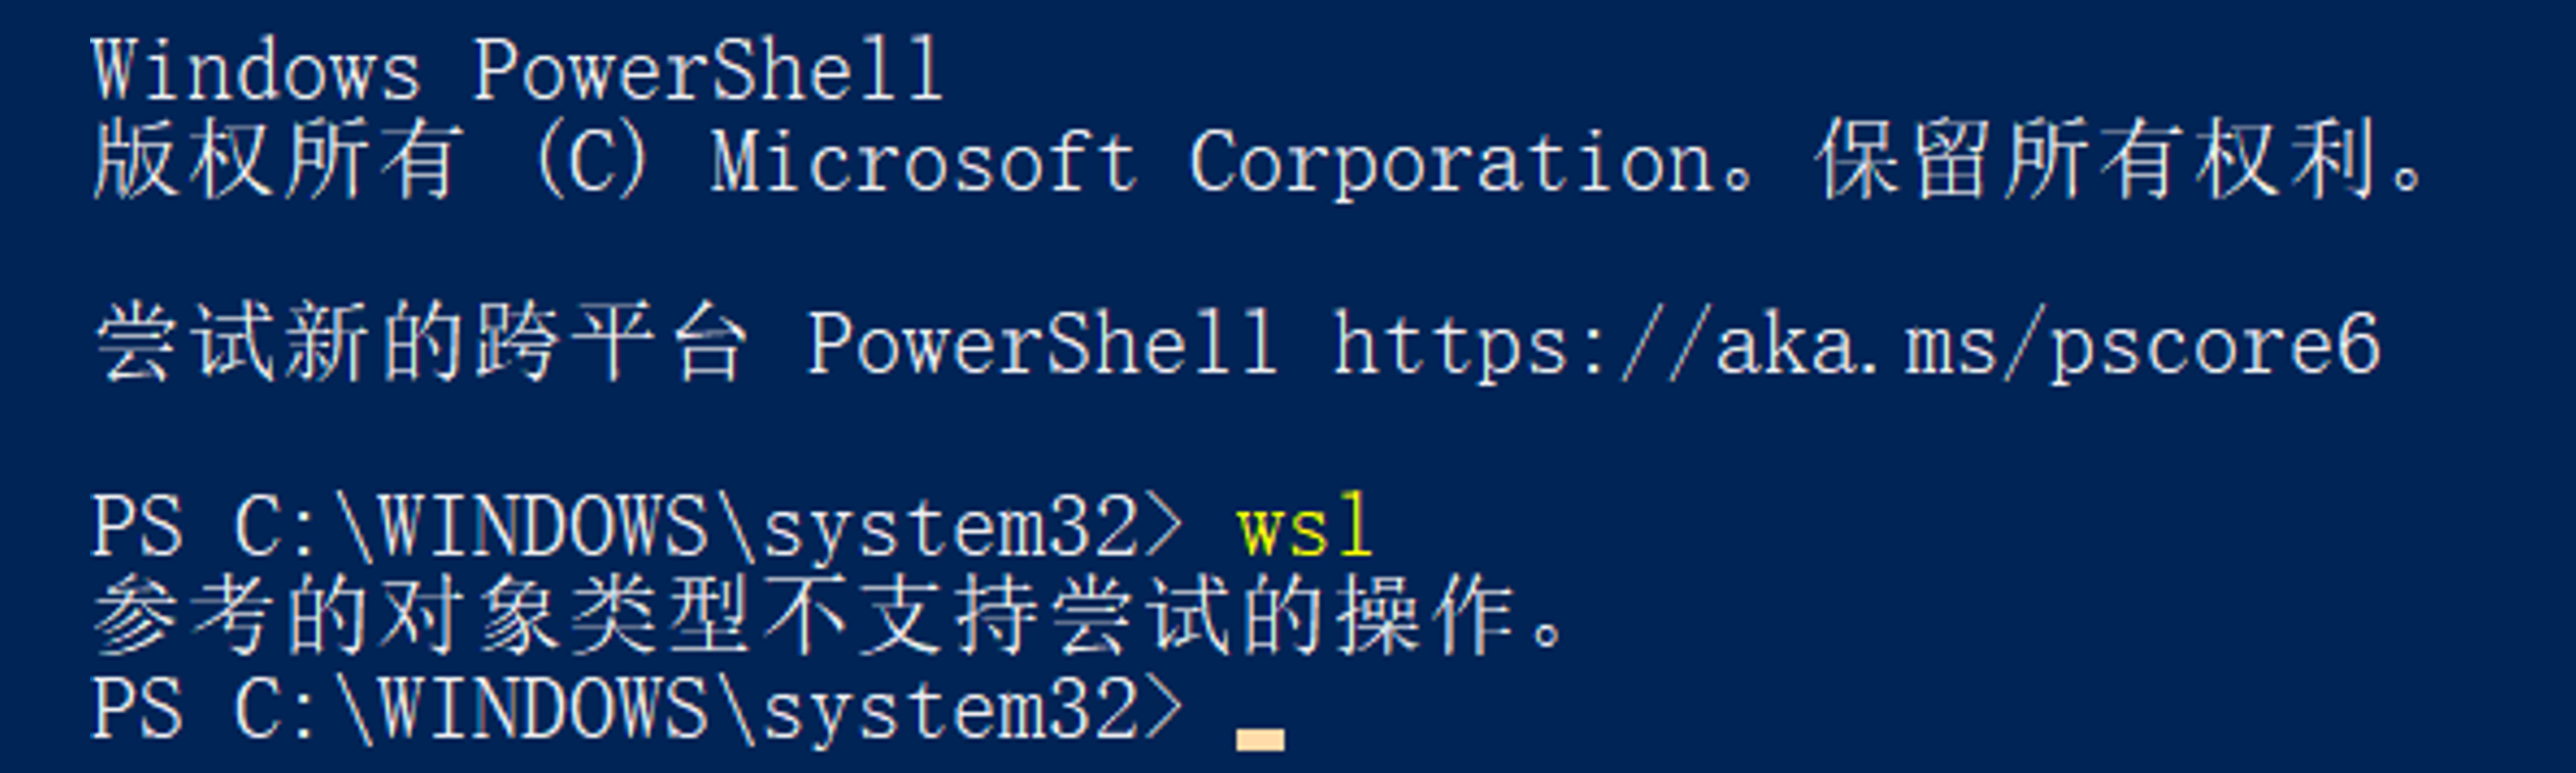 Windows PowerShell
版权所有 (C) Microsoft Corporation。保留所有权利。
尝试新的跨平台 PowerShell https://aka.ms/pscore6
PS C:\WINDOWS\system32> wsl
参考的对象类型不支持尝试的操作。
PS C:\WINDOWS\system32>